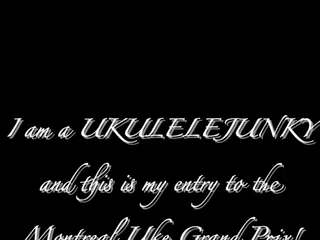 I am a UKULELEJUNKY
and this is my entry to the
Montreal Uke Grand Prix!